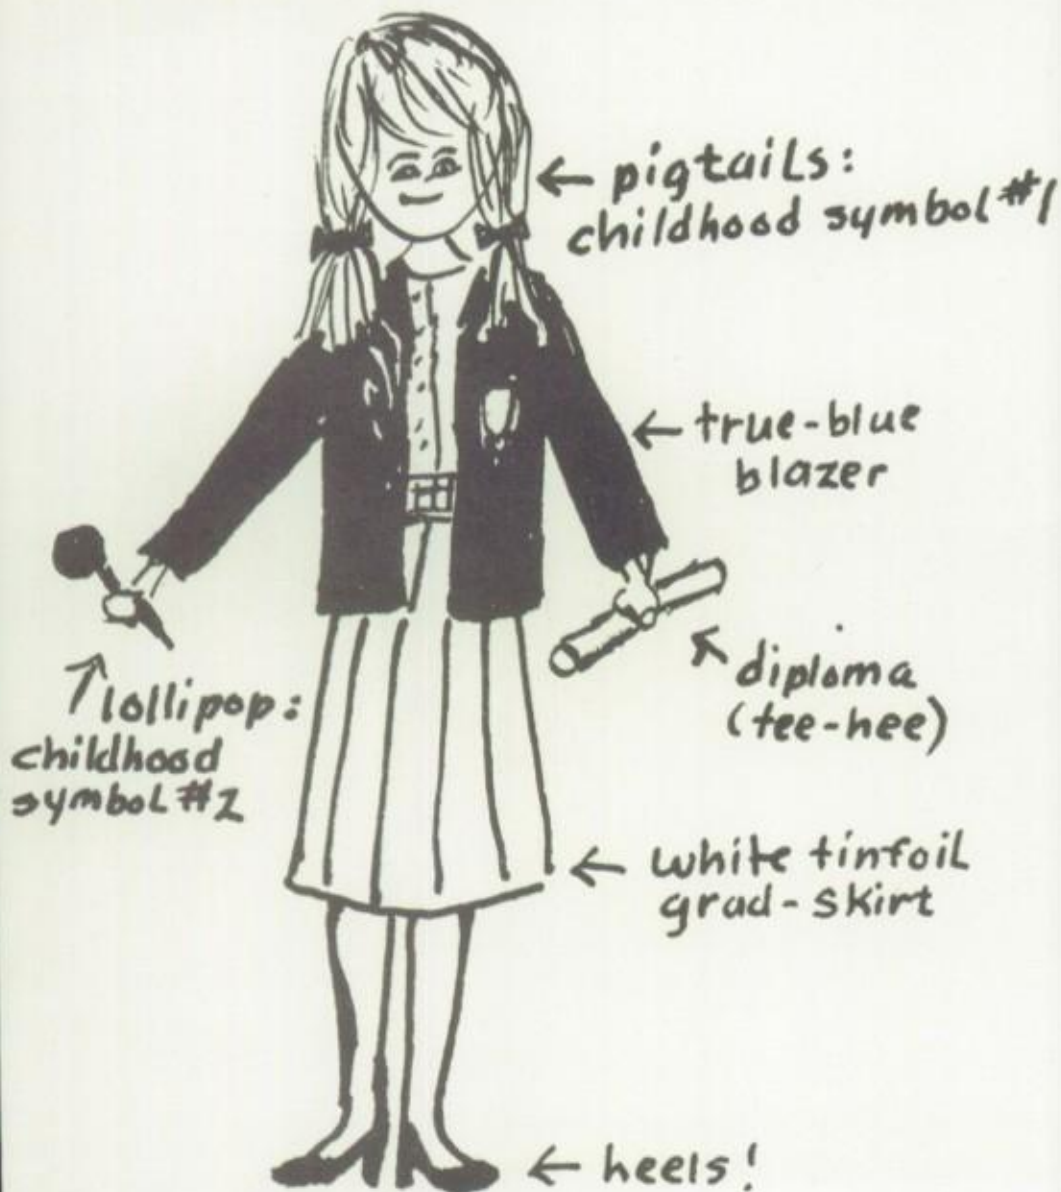 ← pigtails:
childhood symbol #1
← true-blue
blazer
diploma
(tee-hee)
lollipop:
childhood
symbol #2
← white tinfoil
grad-skirt
← heels!